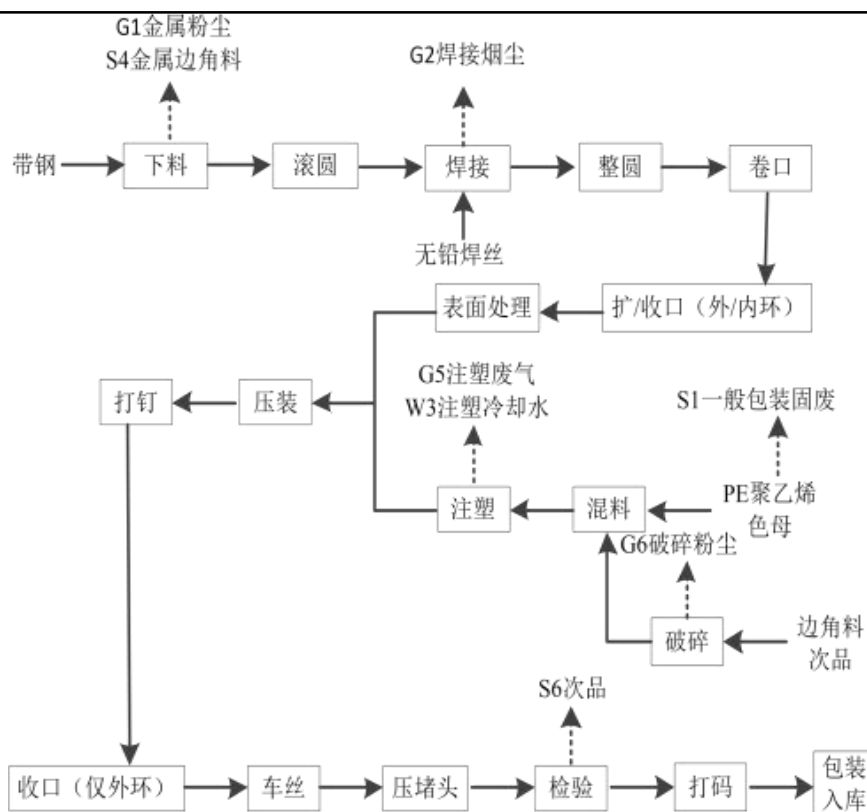 G1金属粉尘
S4金属边角料
G2焊接烟尘
带钢
下料
滚圆
焊接
整圆
卷口
无铅焊丝
表面处理
扩/收口（外/内环）
G5注塑废气
W3注塑冷却水
S1一般包装固废
打钉
压装
注塑
混料
PE聚乙烯
色母
G6破碎粉尘
破碎
边角料
次品
S6次品
收口（仅外环）
车丝
压堵头
检验
打码
包装
入库